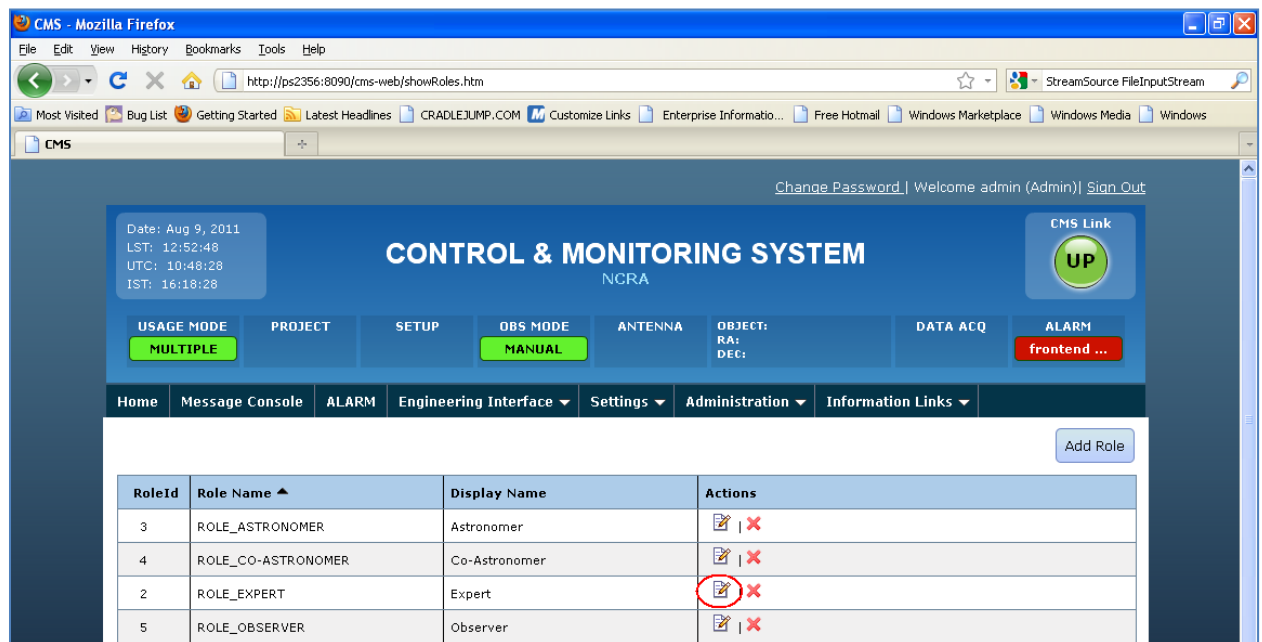 CMS - Mozilla Firefox
File Edit View History Bookmarks Tools Help
http://ps2356:8090/cms-web/showRoles.htm StreamSource FileInputStream
Most Visited Bug List Getting Started Latest Headlines CRADLEJUMP.COM Customize Links Enterprise Informatio... Free Hotmail Windows Marketplace Windows Media Windows
CMS
Change Password | Welcome admin (Admin)| Sign Out
Date: Aug 9, 2011
LST: 12:52:48
UTC: 10:48:28
IST: 16:18:28
CONTROL & MONITORING SYSTEM
NCRA
CMS Link
UP
USAGE MODE PROJECT SETUP OBS MODE ANTENNA OBJECT: DATA ACQ ALARM
RA:
DEC:
MULTIPLE MANUAL frontend ...
Home Message Console ALARM Engineering Interface Settings Administration Information Links
Add Role
RoleId Role Name Display Name Actions
3 ROLE_ASTRONOMER Astronomer |
4 ROLE_CO-ASTRONOMER Co-Astronomer |
2 ROLE_EXPERT Expert |
5 ROLE_OBSERVER Observer |